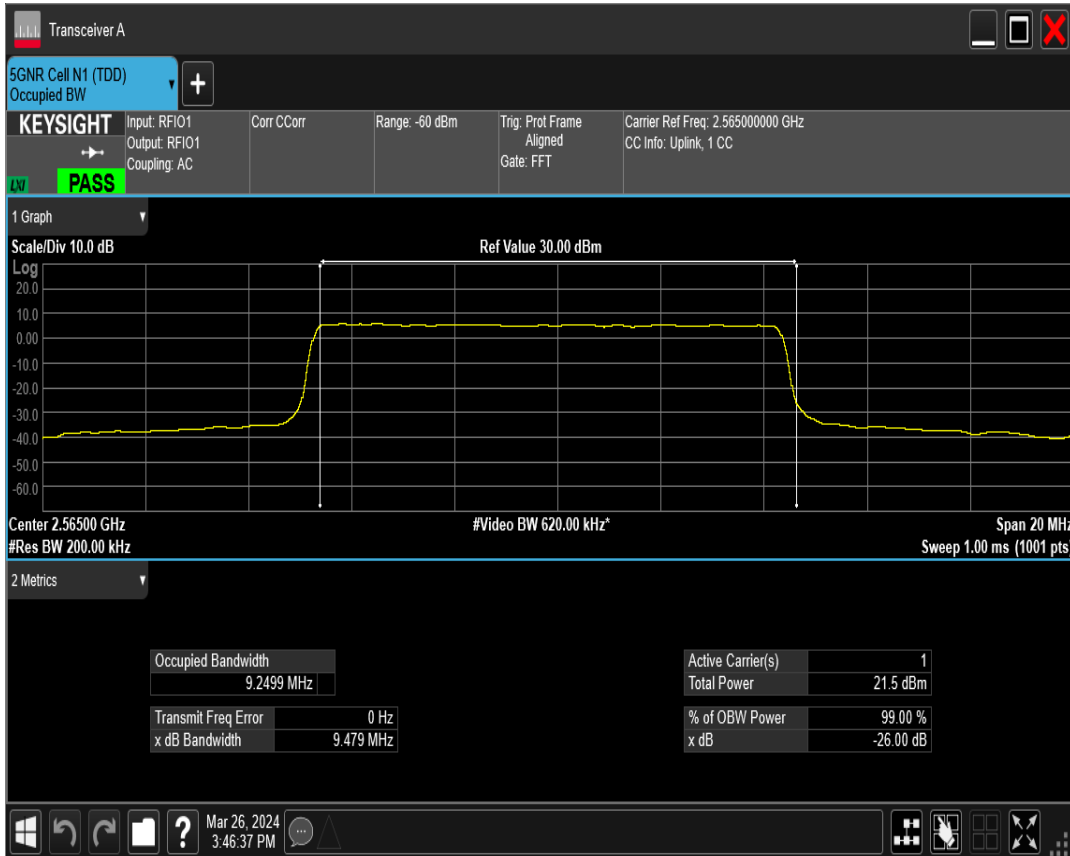 Transceiver A
5GNR Cell N1 (TDD)
Occupied BW
+
KEYSIGHT
LXI
PASS
Input: RFIO1
Output: RFIO1
Coupling: AC
Corr CCorr
Range: -60 dBm
Trig: Prot Frame
Aligned
Gate: FFT
Carrier Ref Freq: 2.565000000 GHz
CC Info: Uplink, 1 CC
1 Graph
Scale/Div 10.0 dB
Ref Value 30.00 dBm
Log
20.0
10.0
0.00
-10.0
-20.0
-30.0
-40.0
-50.0
-60.0
Center 2.56500 GHz
#Video BW 620.00 kHz*
Span 20 MHz
#Res BW 200.00 kHz
Sweep 1.00 ms (1001 pts)
2 Metrics
Occupied Bandwidth
9.2499 MHz
Transmit Freq Error 0 Hz
x dB Bandwidth 9.479 MHz
Active Carrier(s) 1
Total Power 21.5 dBm
% of OBW Power 99.00 %
x dB -26.00 dB
?
Mar 26, 2024
3:46:37 PM